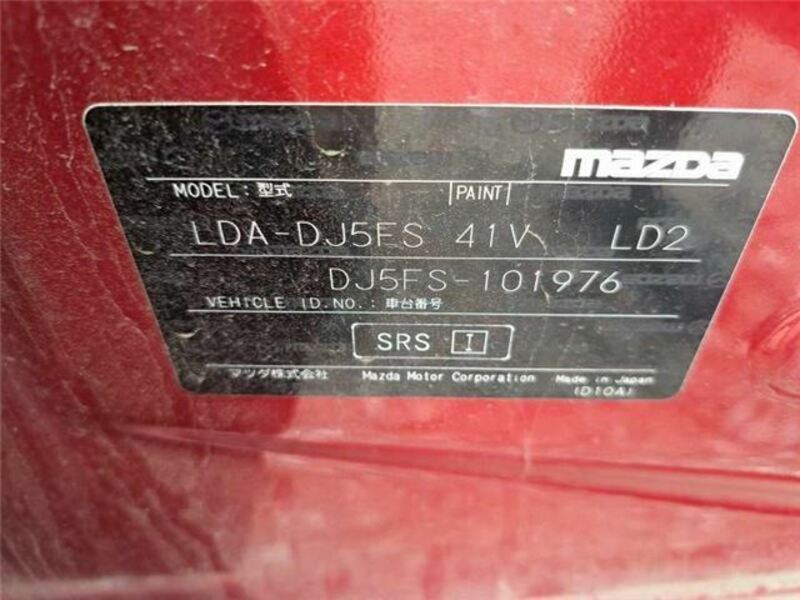 mazda
MODEL:型式 PAINT
LDA-DJ5FS 41V LD2
DJ5FS-101976
VEHICLE ID.NO.:車台番号
SRS I
マツダ株式会社 Mazda Motor Corporation Made in Japan
(D10A)